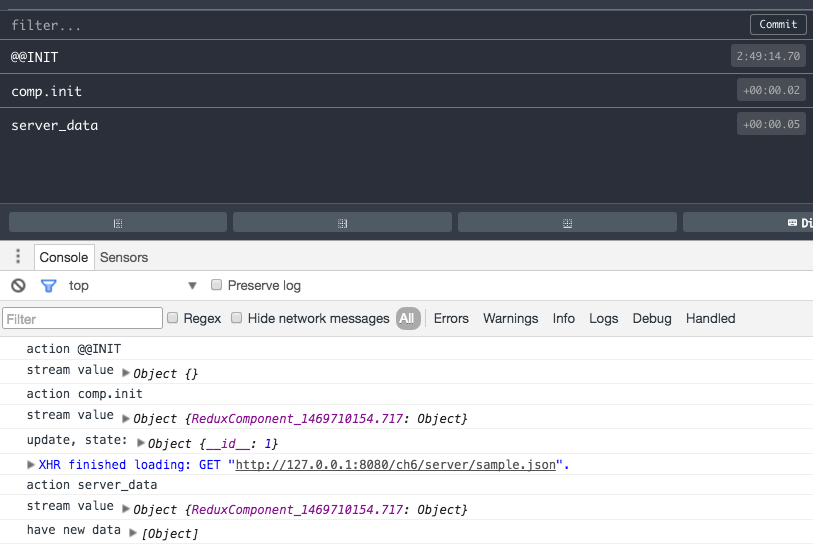 filter... Commit
@@INIT 2:49:14.70
comp.init +00:00.02
server_data +00:00.05
Di
Console Sensors
top Preserve log
Filter Regex Hide network messages All Errors Warnings Info Logs Debug Handled
action @@INIT
stream value Object {}
action comp.init
stream value Object {ReduxComponent_1469710154.717: Object}
update, state: Object {__id__: 1}
XHR finished loading: GET "http://127.0.0.1:8080/ch6/server/sample.json".
action server_data
stream value Object {ReduxComponent_1469710154.717: Object}
have new data [Object]